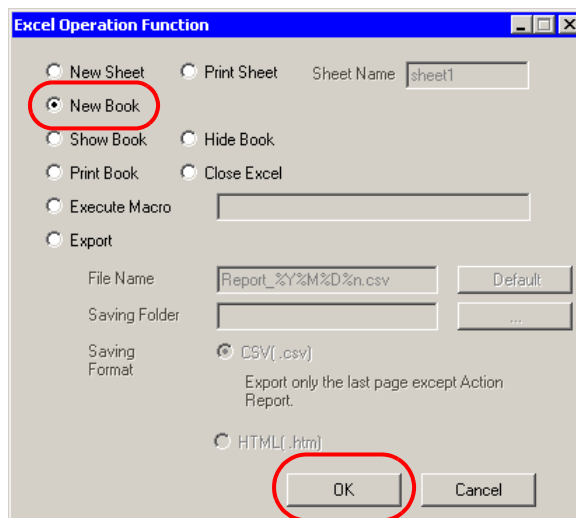 Excel Operation Function
New Sheet Print Sheet Sheet Name sheet1
New Book
Show Book Hide Book
Print Book Close Excel
Execute Macro
Export
File Name Report_%Y%M%D%n.csv Default
Saving Folder ...
Saving
Format
CSV( .csv)
Export only the last page except Action
Report.
HTML( .htm)
OK Cancel